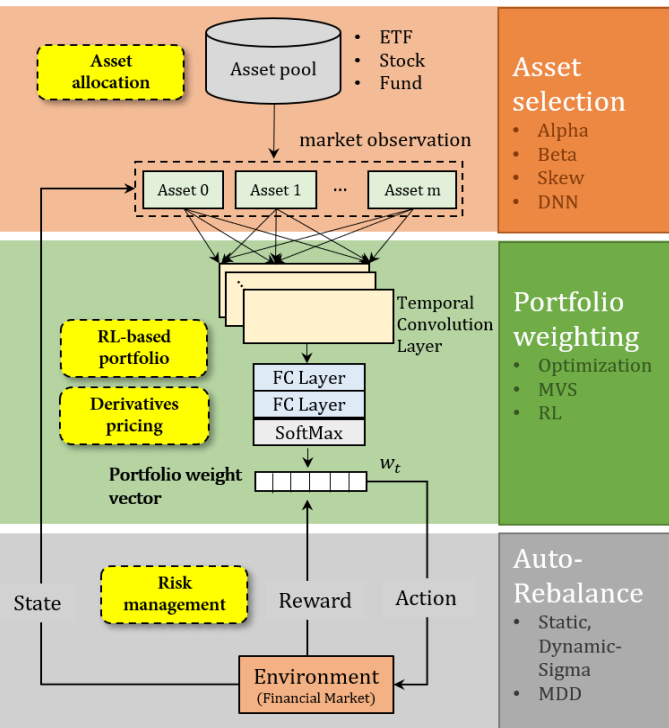 Asset
allocation
Asset pool
• ETF
• Stock
• Fund
market observation
Asset 0
Asset 1
...
Asset m
Asset
selection
• Alpha
• Beta
• Skew
• DNN
Temporal
Convolution
Layer
RL-based
portfolio
Derivatives
pricing
FC Layer
FC Layer
SoftMax
Portfolio weight
vector
w_t
Portfolio
weighting
• Optimization
• MVS
• RL
Risk
management
State
Reward
Action
Environment
(Financial Market)
Auto-
Rebalance
• Static,
Dynamic-
Sigma
• MDD